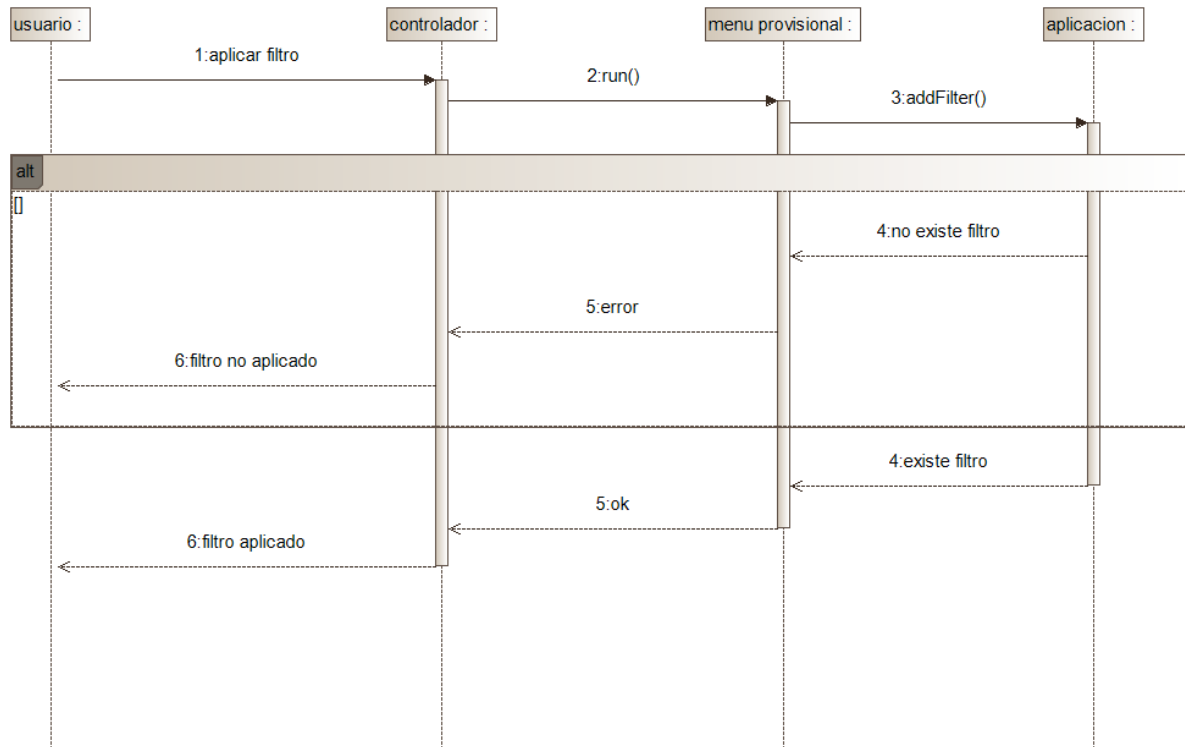 usuario :
controlador :
menu provisional :
aplicacion :
1:aplicar filtro
2:run()
3:addFilter()
alt
[]
4:no existe filtro
5:error
6:filtro no aplicado
4:existe filtro
5:ok
6:filtro aplicado